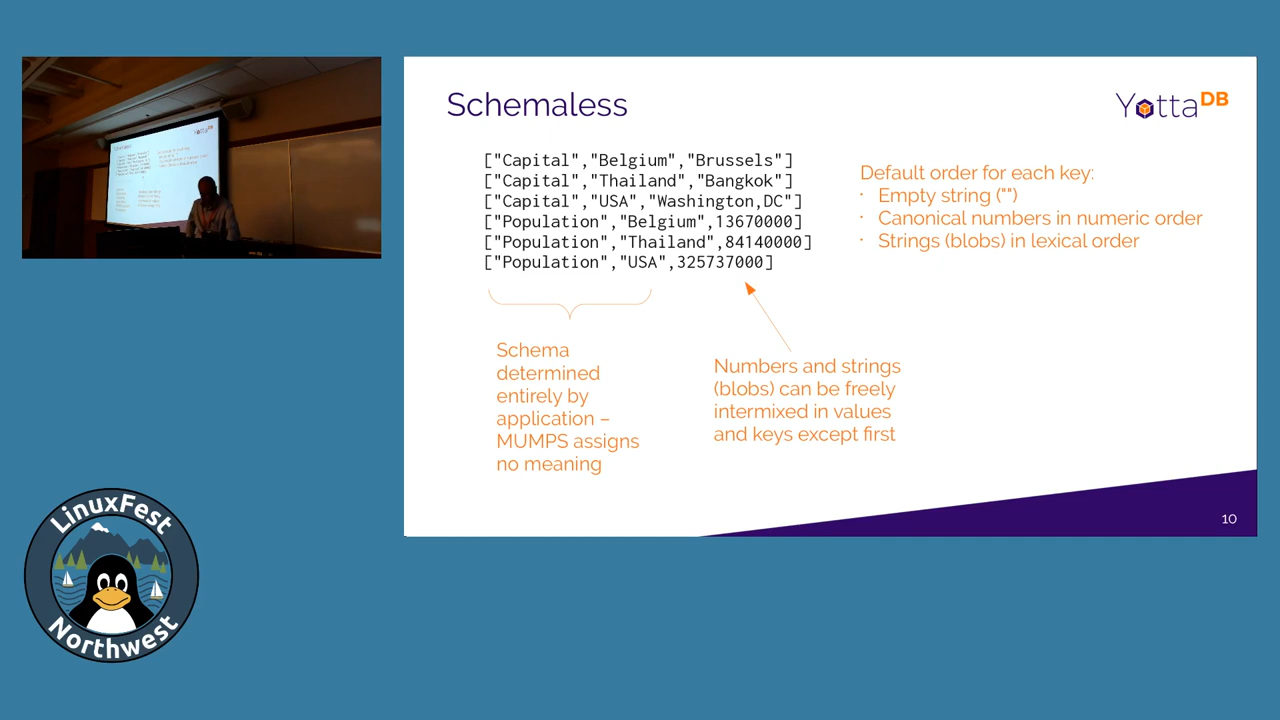 Schemaless
YottaDB
["Capital","Belgium","Brussels"]
["Capital","Thailand","Bangkok"]
["Capital","USA","Washington,DC"]
["Population","Belgium",13670000]
["Population","Thailand",84140000]
["Population","USA",325737000]
Default order for each key:
· Empty string ("")
· Canonical numbers in numeric order
· Strings (blobs) in lexical order
Schema
determined
entirely by
application –
MUMPS assigns
no meaning
Numbers and strings
(blobs) can be freely
intermixed in values
and keys except first
10
LinuxFest
Northwest